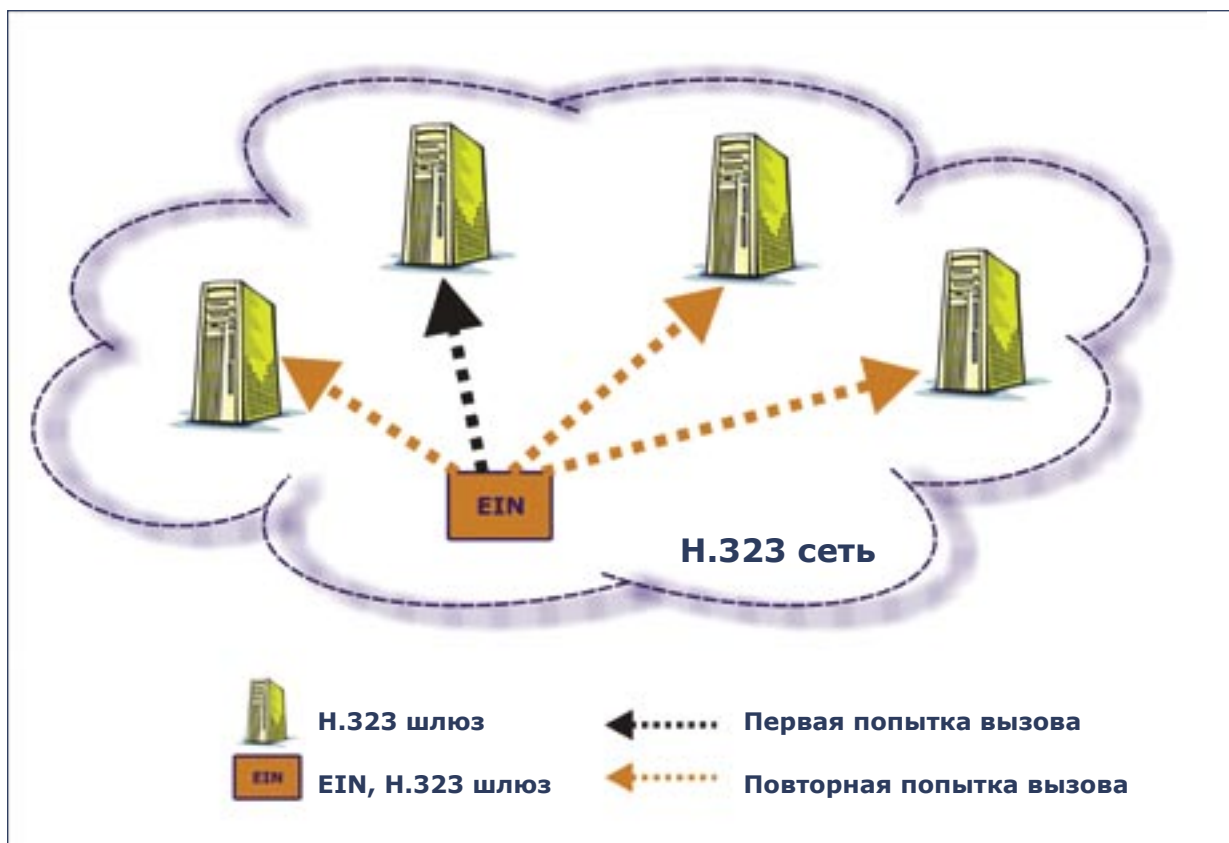 EIN
H.323 сеть
H.323 шлюз
Первая попытка вызова
EIN
EIN, H.323 шлюз
Повторная попытка вызова